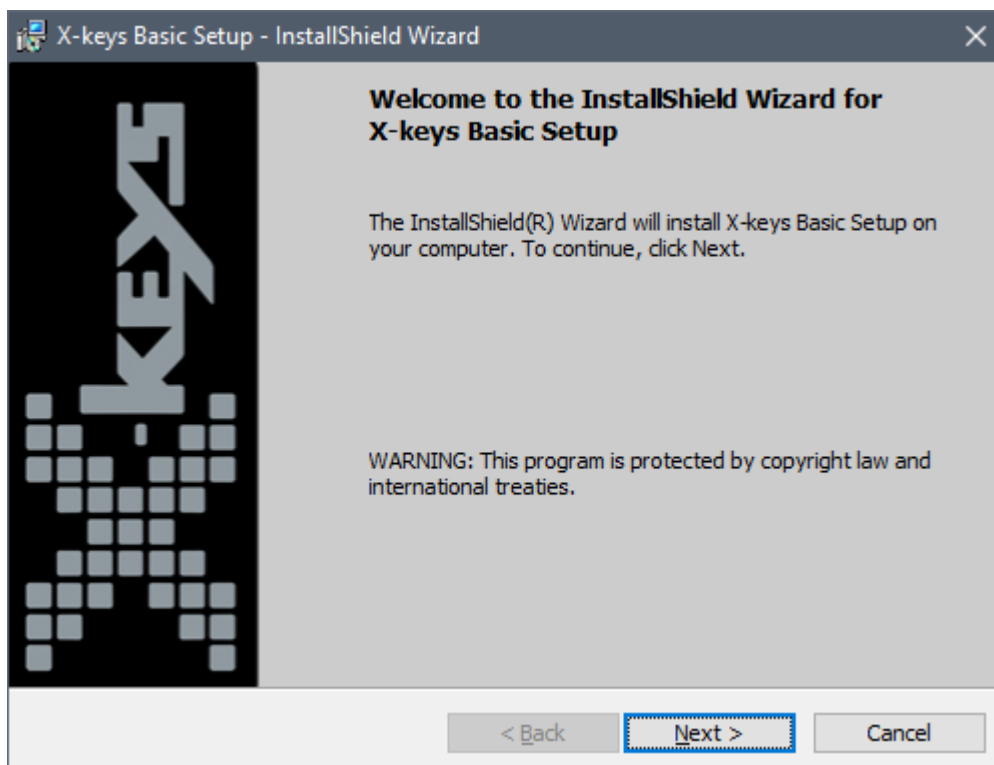 X-keys Basic Setup - InstallShield Wizard
-keys
Welcome to the InstallShield Wizard for
X-keys Basic Setup
The InstallShield(R) Wizard will install X-keys Basic Setup on
your computer. To continue, click Next.
WARNING: This program is protected by copyright law and
international treaties.
< Back
Next >
Cancel